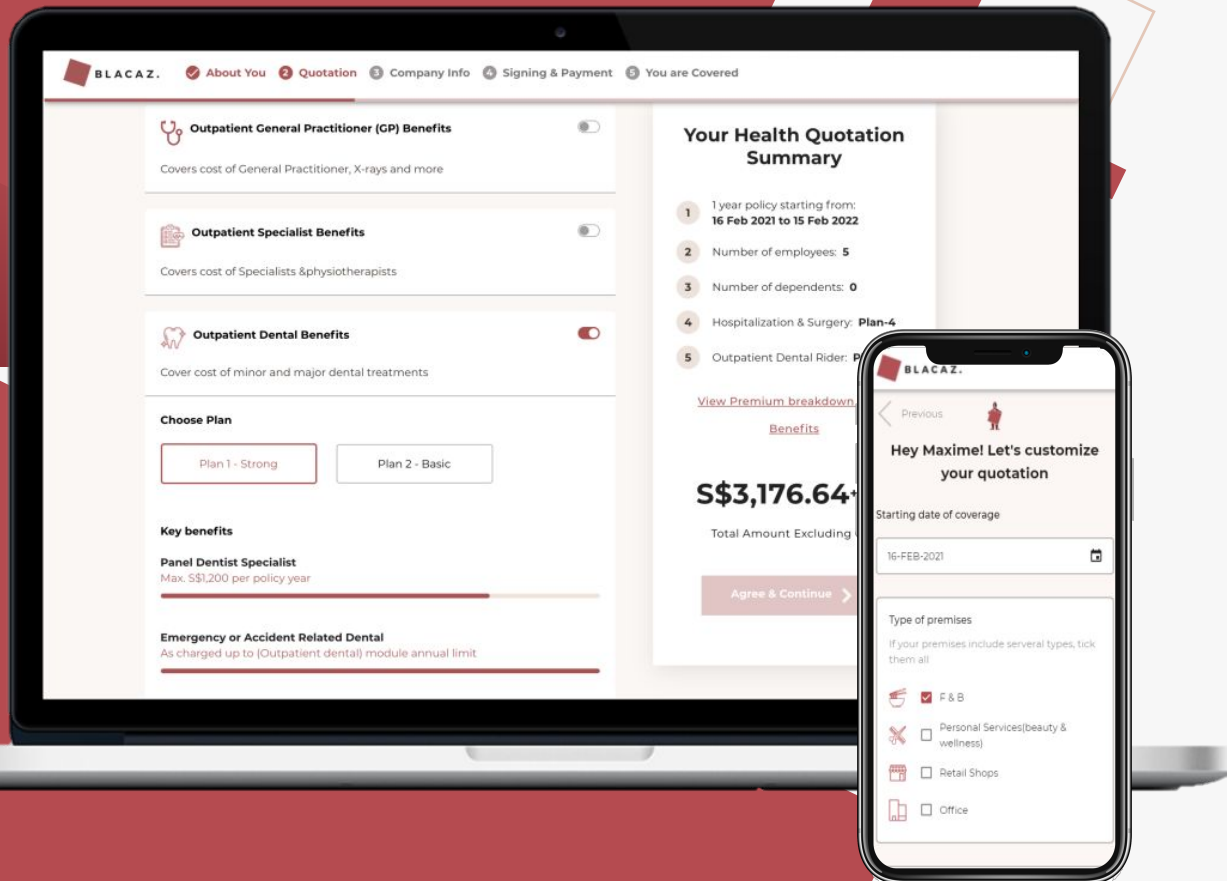 BLACAZ.
About You
2 Quotation
3 Company Info
4 Signing & Payment
5 You are Covered
Outpatient General Practitioner (GP) Benefits
Covers cost of General Practitioner, X-rays and more
Outpatient Specialist Benefits
Covers cost of Specialists &physiotherapists
Outpatient Dental Benefits
Cover cost of minor and major dental treatments
Choose Plan
Plan 1 - Strong
Plan 2 - Basic
Key benefits
Panel Dentist Specialist
Max. S$1,200 per policy year
Emergency or Accident Related Dental
As charged up to (Outpatient dental) module annual limit
Your Health Quotation
Summary
1 1 year policy starting from:
16 Feb 2021 to 15 Feb 2022
2 Number of employees: 5
3 Number of dependents: 0
4 Hospitalization & Surgery: Plan-4
5 Outpatient Dental Rider:
View Premium breakdown
Benefits
S$3,176.64
Total Amount Excluding
Agree & Continue
BLACAZ.
Previous
Hey Maxime! Let's customize
your quotation
Starting date of coverage
16-FEB-2021
Type of premises
If your premises include serveral types, tick
them all
F & B
Personal Services(beauty &
wellness)
Retail Shops
Office